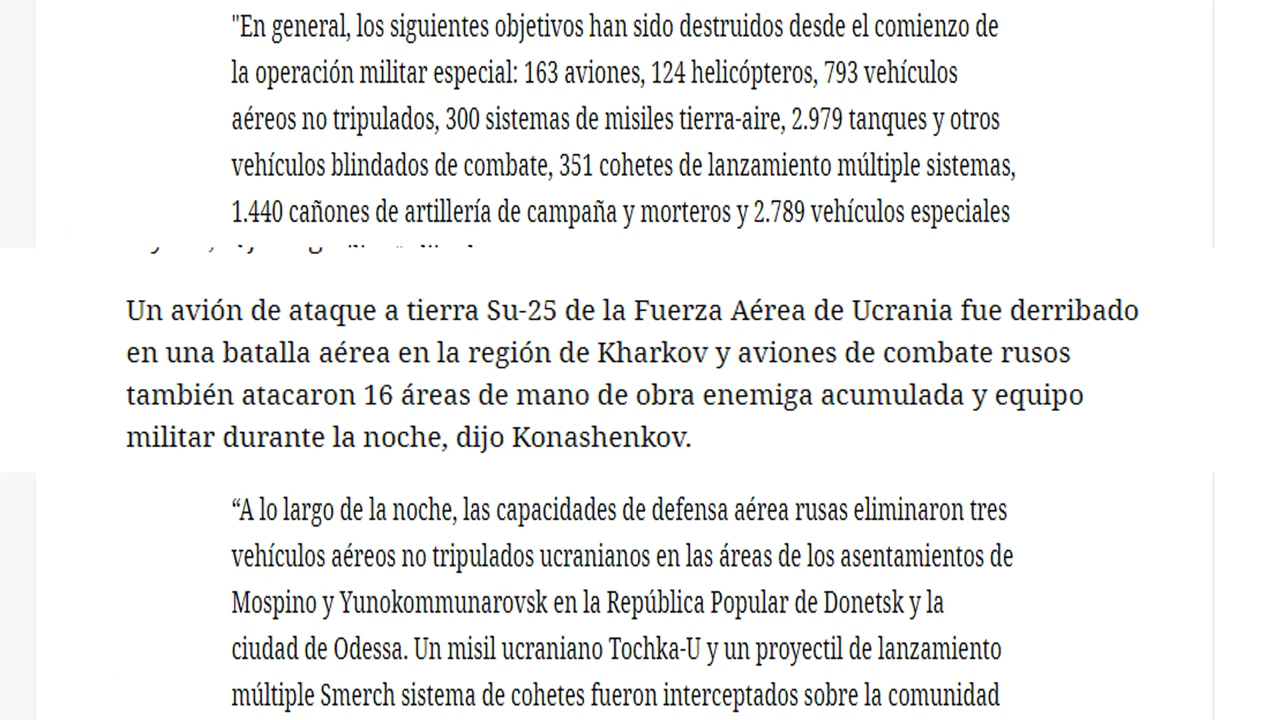 "En general, los siguientes objetivos han sido destruidos desde el comienzo de
la operación militar especial: 163 aviones, 124 helicópteros, 793 vehículos
aéreos no tripulados, 300 sistemas de misiles tierra-aire, 2.979 tanques y otros
vehículos blindados de combate, 351 cohetes de lanzamiento múltiple sistemas,
1.440 cañones de artillería de campaña y morteros y 2.789 vehículos especiales
Un avión de ataque a tierra Su-25 de la Fuerza Aérea de Ucrania fue derribado
en una batalla aérea en la región de Kharkov y aviones de combate rusos
también atacaron 16 áreas de mano de obra enemiga acumulada y equipo
militar durante la noche, dijo Konashenkov.
“A lo largo de la noche, las capacidades de defensa aérea rusas eliminaron tres
vehículos aéreos no tripulados ucranianos en las áreas de los asentamientos de
Mospino y Yunokommunarovsk en la República Popular de Donetsk y la
ciudad de Odessa. Un misil ucraniano Tochka-U y un proyectil de lanzamiento
múltiple Smerch sistema de cohetes fueron interceptados sobre la comunidad